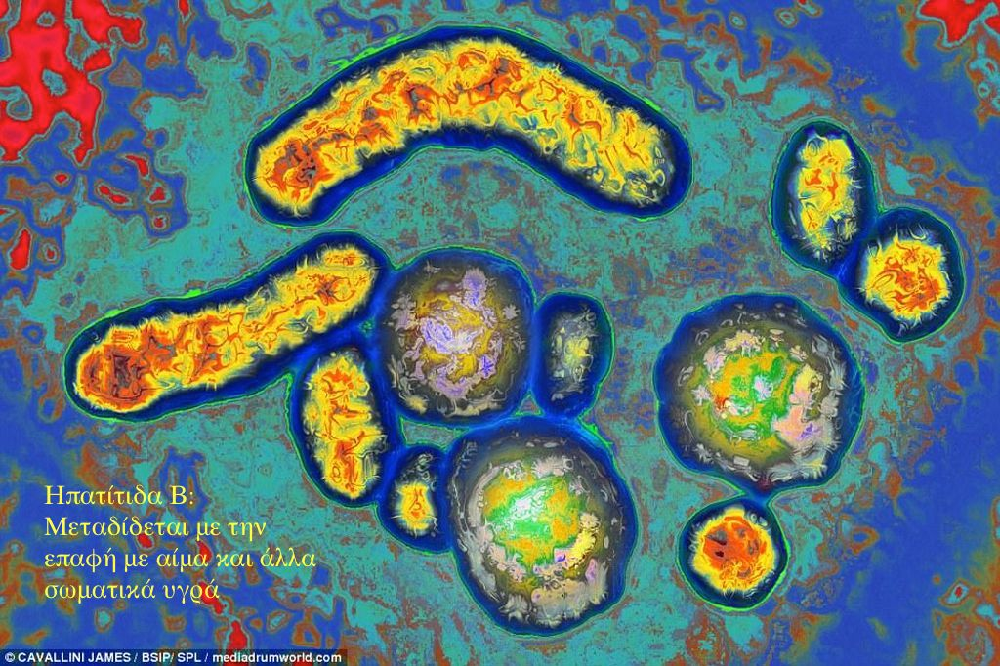 Ηπατίτιδα Β:
Μεταδίδεται με την
επαφή με αίμα και άλλα
σωματικά υγρά
© CAVALLINI JAMES / BSIP/ SPL / mediadrumworld.com